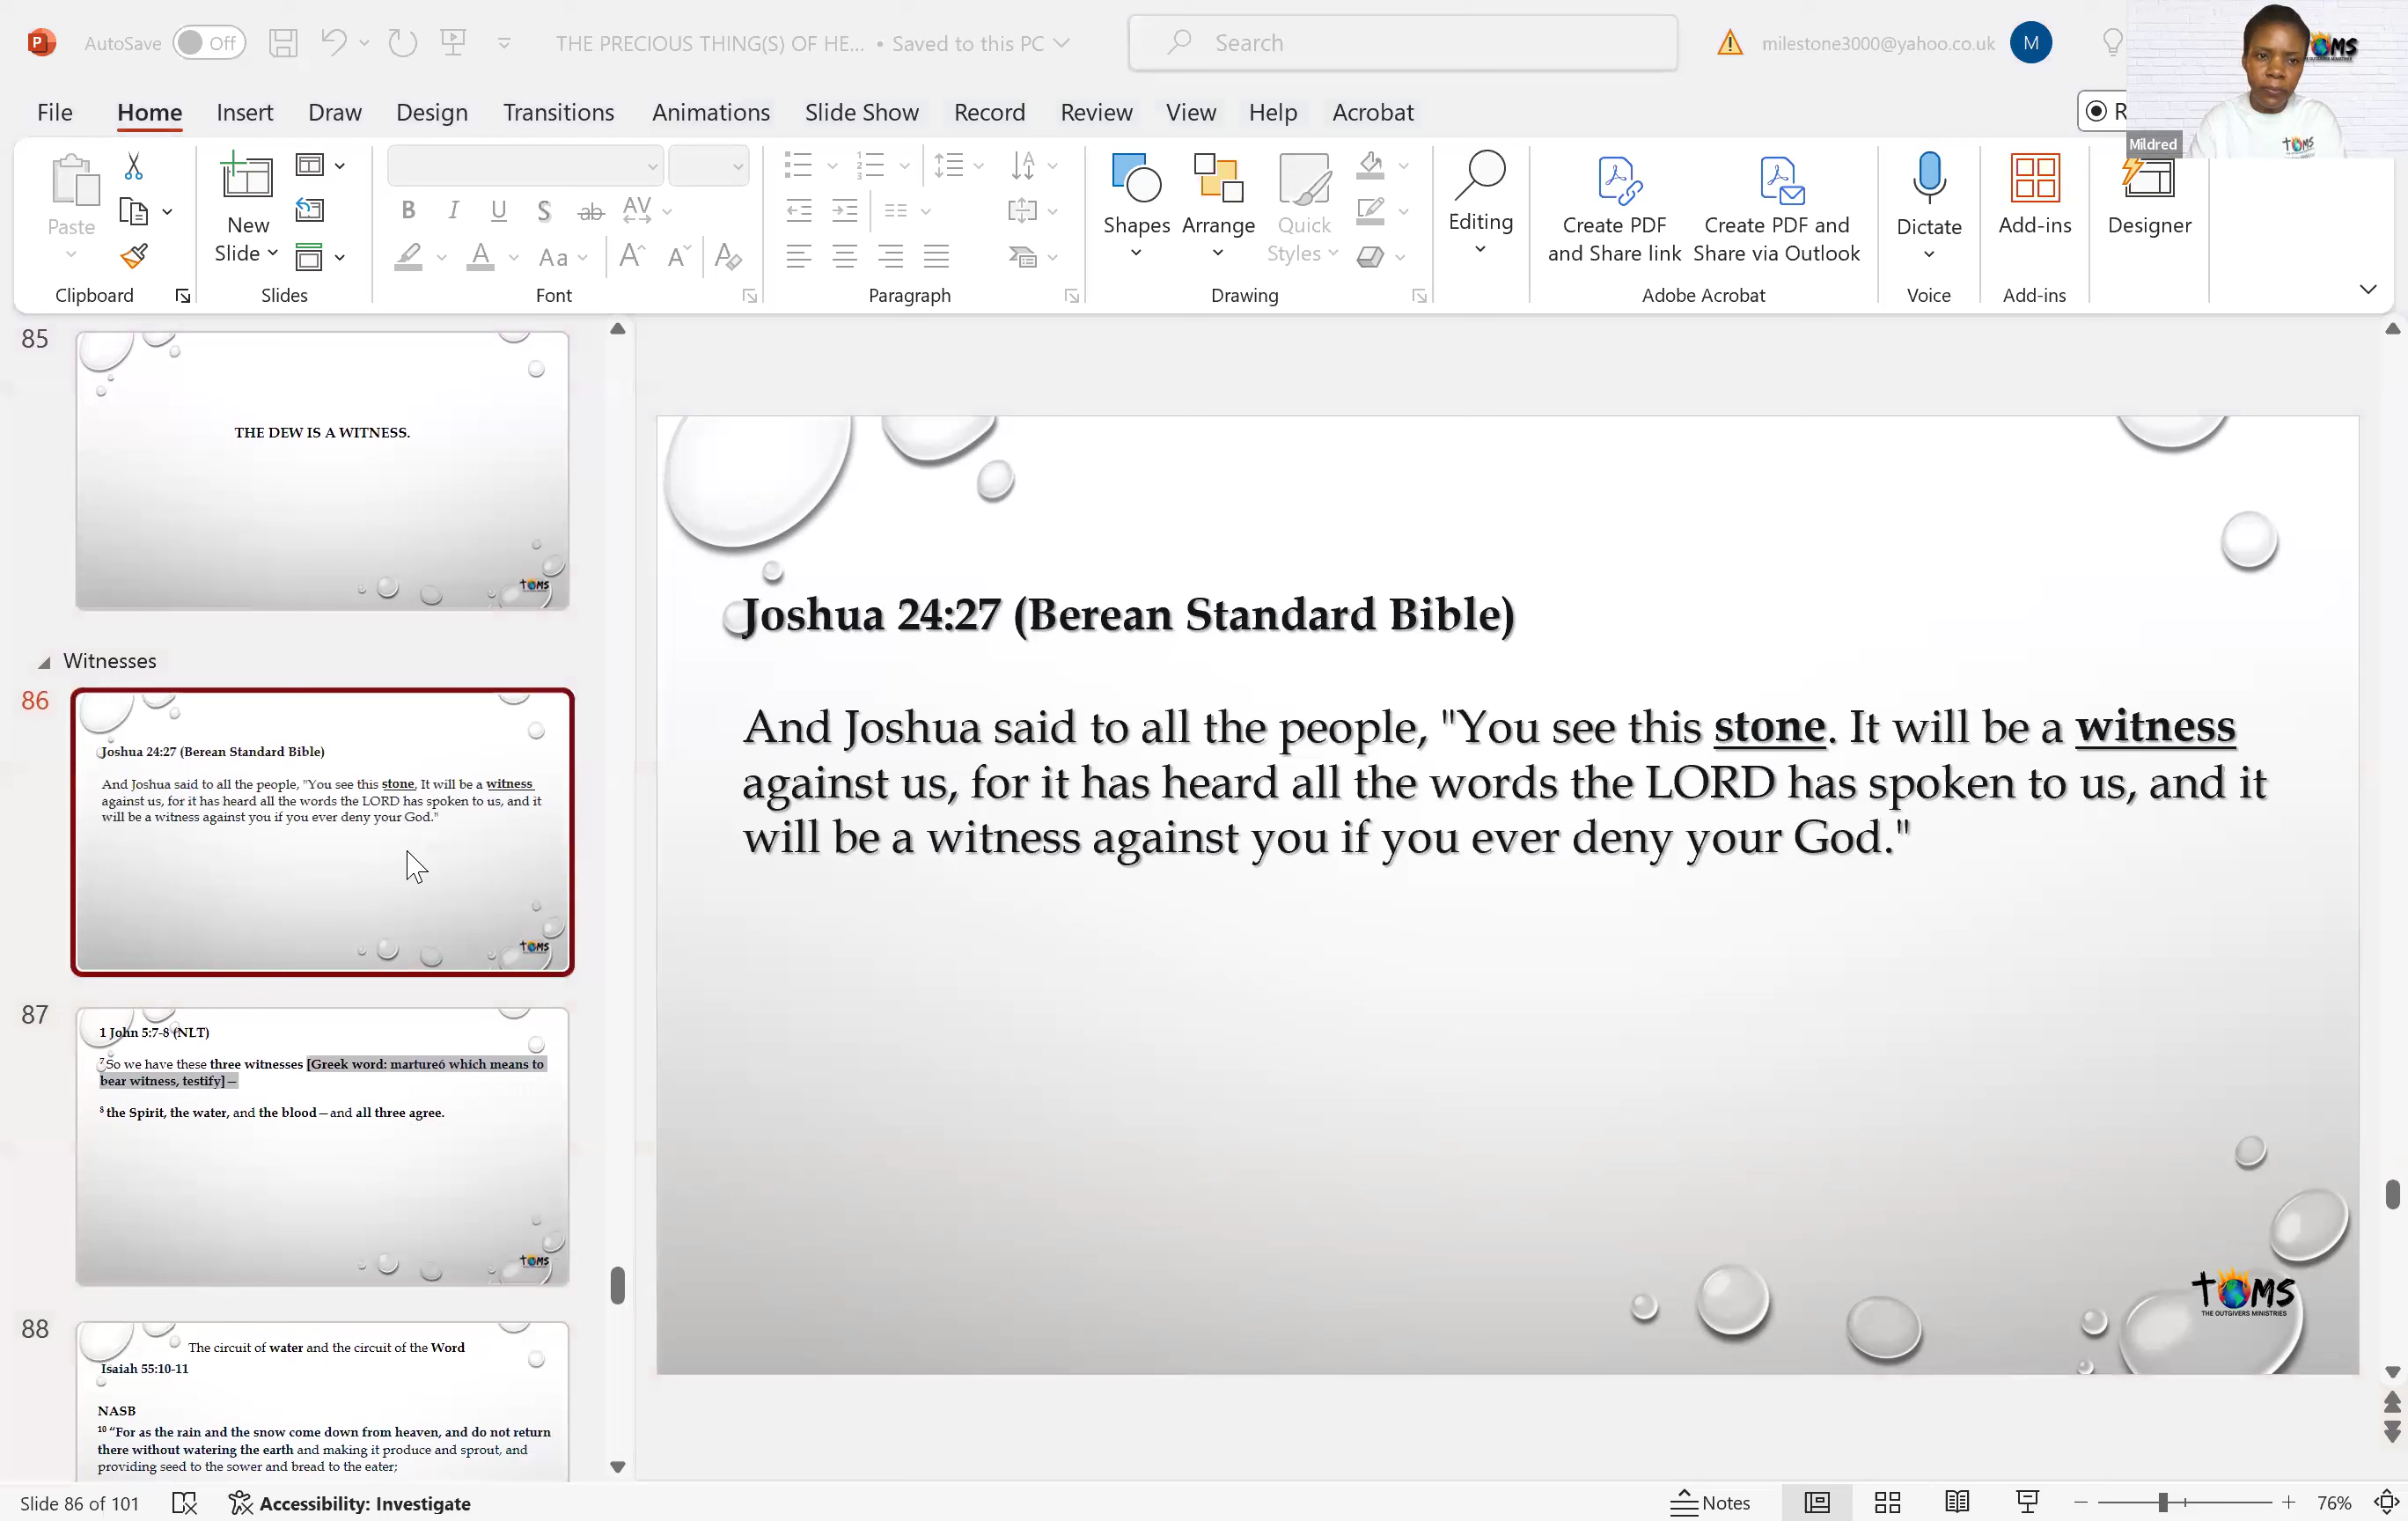 AutoSave Off THE PRECIOUS THING(S) OF HE... • Saved to this PC Search milestone3000@yahoo.co.uk M
File Home Insert Draw Design Transitions Animations Slide Show Record Review View Help Acrobat R
Mildred
Paste New Slide B I U S ab AV Aa A A A
Shapes Arrange Quick Styles Editing Create PDF and Share link Create PDF and Share via Outlook Dictate Add-ins Designer
Clipboard Slides Font Paragraph Drawing Adobe Acrobat Voice Add-ins
85
THE DEW IS A WITNESS.
TOMS
Witnesses
86
Joshua 24:27 (Berean Standard Bible)
And Joshua said to all the people, "You see this stone. It will be a witness
against us, for it has heard all the words the LORD has spoken to us, and it
will be a witness against you if you ever deny your God."
TOMS
87
1 John 5:7-8 (NLT)
7 So we have these three witnesses [Greek word: martureó which means to
bear witness, testify]—
8 the Spirit, the water, and the blood—and all three agree.
TOMS
88
The circuit of water and the circuit of the Word
Isaiah 55:10-11
NASB
10 “For as the rain and the snow come down from heaven, and do not return
there without watering the earth and making it produce and sprout, and
providing seed to the sower and bread to the eater;
Joshua 24:27 (Berean Standard Bible)
And Joshua said to all the people, "You see this stone. It will be a witness
against us, for it has heard all the words the LORD has spoken to us, and it
will be a witness against you if you ever deny your God."
TOMS
THE OUTGIVERS MINISTRIES
Slide 86 of 101 Accessibility: Investigate Notes 76%